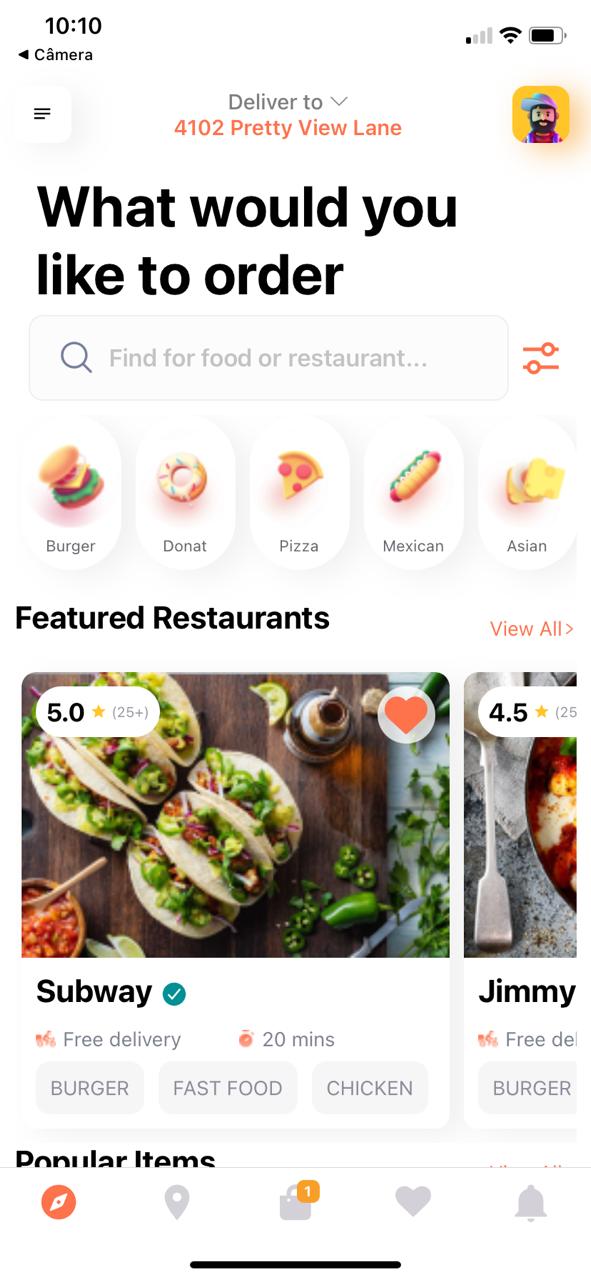 10:10
◀ Câmera
Deliver to
4102 Pretty View Lane
What would you
like to order
Find for food or restaurant...
Burger
Donat
Pizza
Mexican
Asian
Featured Restaurants
View All
5.0 (25+)
4.5 (25
Subway
Jimmy
Free delivery
20 mins
Free del
BURGER
FAST FOOD
CHICKEN
BURGER
Popular Items
View All
1